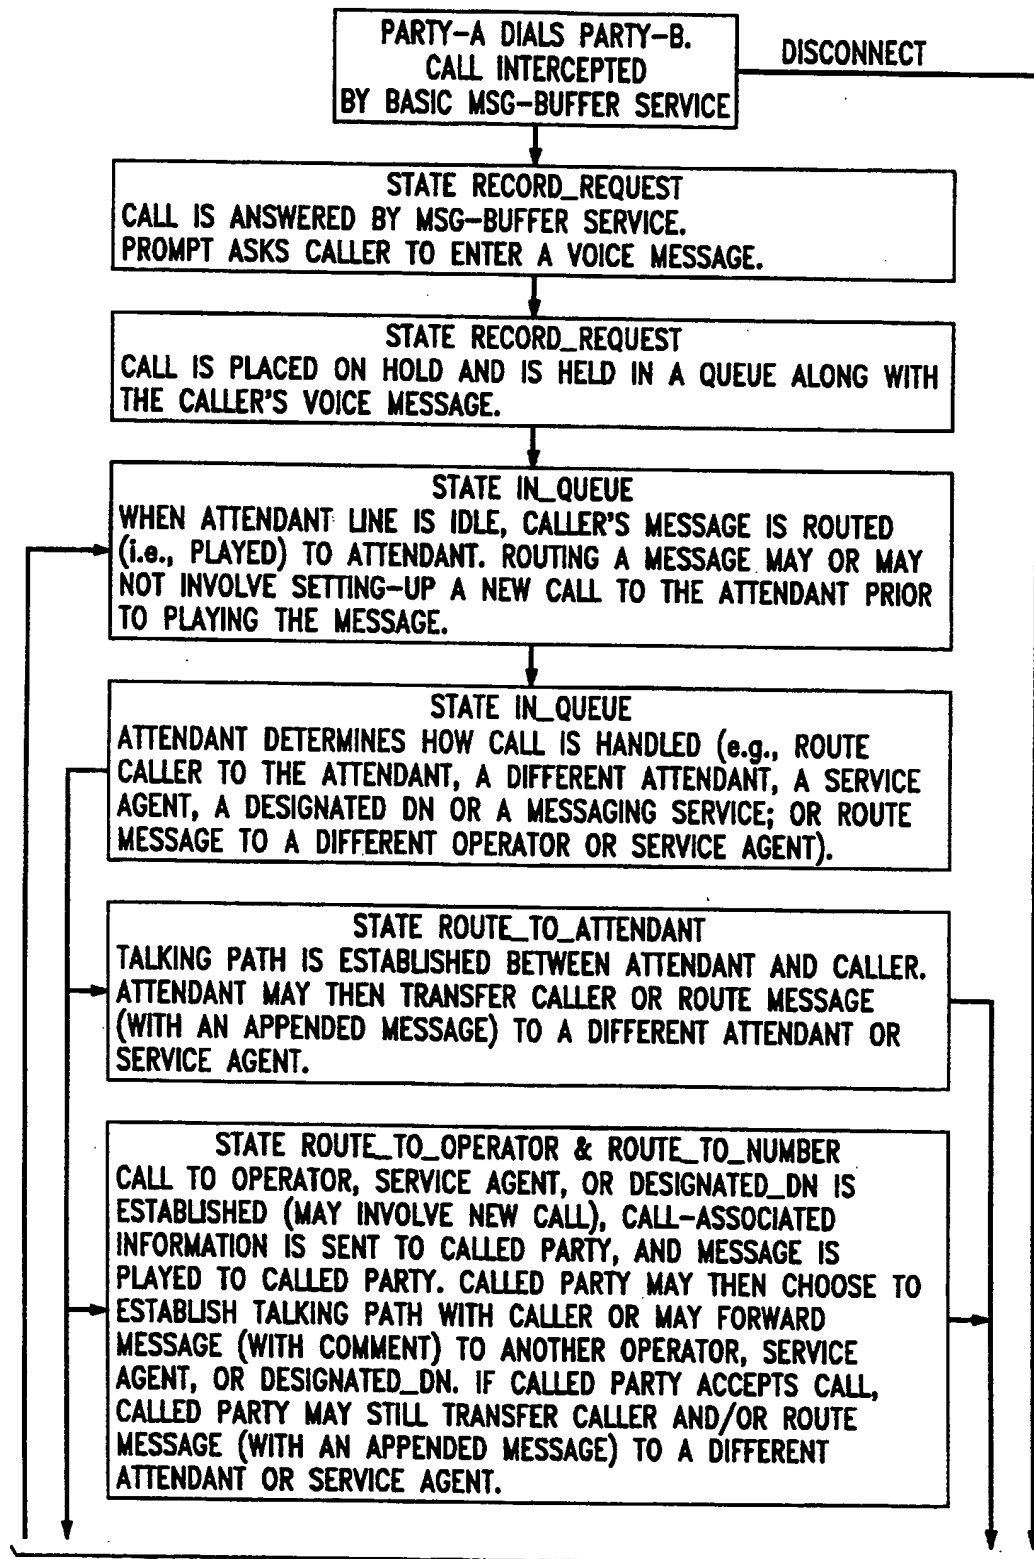 PARTY-A DIALS PARTY-B.
CALL INTERCEPTED
BY BASIC MSG-BUFFER SERVICE
DISCONNECT
STATE RECORD_REQUEST
CALL IS ANSWERED BY MSG-BUFFER SERVICE.
PROMPT ASKS CALLER TO ENTER A VOICE MESSAGE.
STATE RECORD_REQUEST
CALL IS PLACED ON HOLD AND IS HELD IN A QUEUE ALONG WITH
THE CALLER'S VOICE MESSAGE.
STATE IN_QUEUE
WHEN ATTENDANT LINE IS IDLE, CALLER'S MESSAGE IS ROUTED
(i.e., PLAYED) TO ATTENDANT. ROUTING A MESSAGE MAY OR MAY
NOT INVOLVE SETTING-UP A NEW CALL TO THE ATTENDANT PRIOR
TO PLAYING THE MESSAGE.
STATE IN_QUEUE
ATTENDANT DETERMINES HOW CALL IS HANDLED (e.g., ROUTE
CALLER TO THE ATTENDANT, A DIFFERENT ATTENDANT, A SERVICE
AGENT, A DESIGNATED DN OR A MESSAGING SERVICE; OR ROUTE
MESSAGE TO A DIFFERENT OPERATOR OR SERVICE AGENT).
STATE ROUTE_TO_ATTENDANT
TALKING PATH IS ESTABLISHED BETWEEN ATTENDANT AND CALLER.
ATTENDANT MAY THEN TRANSFER CALLER OR ROUTE MESSAGE
(WITH AN APPENDED MESSAGE) TO A DIFFERENT ATTENDANT OR
SERVICE AGENT.
STATE ROUTE_TO_OPERATOR & ROUTE_TO_NUMBER
CALL TO OPERATOR, SERVICE AGENT, OR DESIGNATED_DN IS
ESTABLISHED (MAY INVOLVE NEW CALL), CALL-ASSOCIATED
INFORMATION IS SENT TO CALLED PARTY, AND MESSAGE IS
PLAYED TO CALLED PARTY. CALLED PARTY MAY THEN CHOOSE TO
ESTABLISH TALKING PATH WITH CALLER OR MAY FORWARD
MESSAGE (WITH COMMENT) TO ANOTHER OPERATOR, SERVICE
AGENT, OR DESIGNATED_DN. IF CALLED PARTY ACCEPTS CALL,
CALLED PARTY MAY STILL TRANSFER CALLER AND/OR ROUTE
MESSAGE (WITH AN APPENDED MESSAGE) TO A DIFFERENT
ATTENDANT OR SERVICE AGENT.